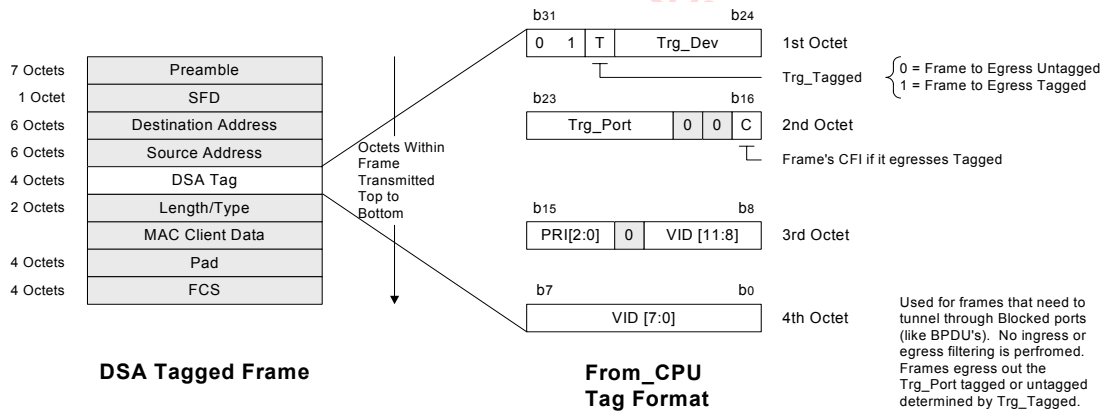 7 Octets
Preamble
1 Octet
SFD
6 Octets
Destination Address
6 Octets
Source Address
4 Octets
DSA Tag
2 Octets
Length/Type
MAC Client Data
4 Octets
Pad
4 Octets
FCS
Octets Within
Frame
Transmitted
Top to
Bottom
DSA Tagged Frame
b31 b24
0 1 T Trg_Dev
1st Octet
Trg_Tagged
0 = Frame to Egress Untagged
1 = Frame to Egress Tagged
b23 b16
Trg_Port 0 0 C
2nd Octet
Frame's CFI if it egresses Tagged
b15 b8
PRI[2:0] 0 VID [11:8]
3rd Octet
b7 b0
VID [7:0]
4th Octet
From_CPU
Tag Format
Used for frames that need to
tunnel through Blocked ports
(like BPDU's). No ingress or
egress filtering is perfromed.
Frames egress out the
Trg_Port tagged or untagged
determined by Trg_Tagged.